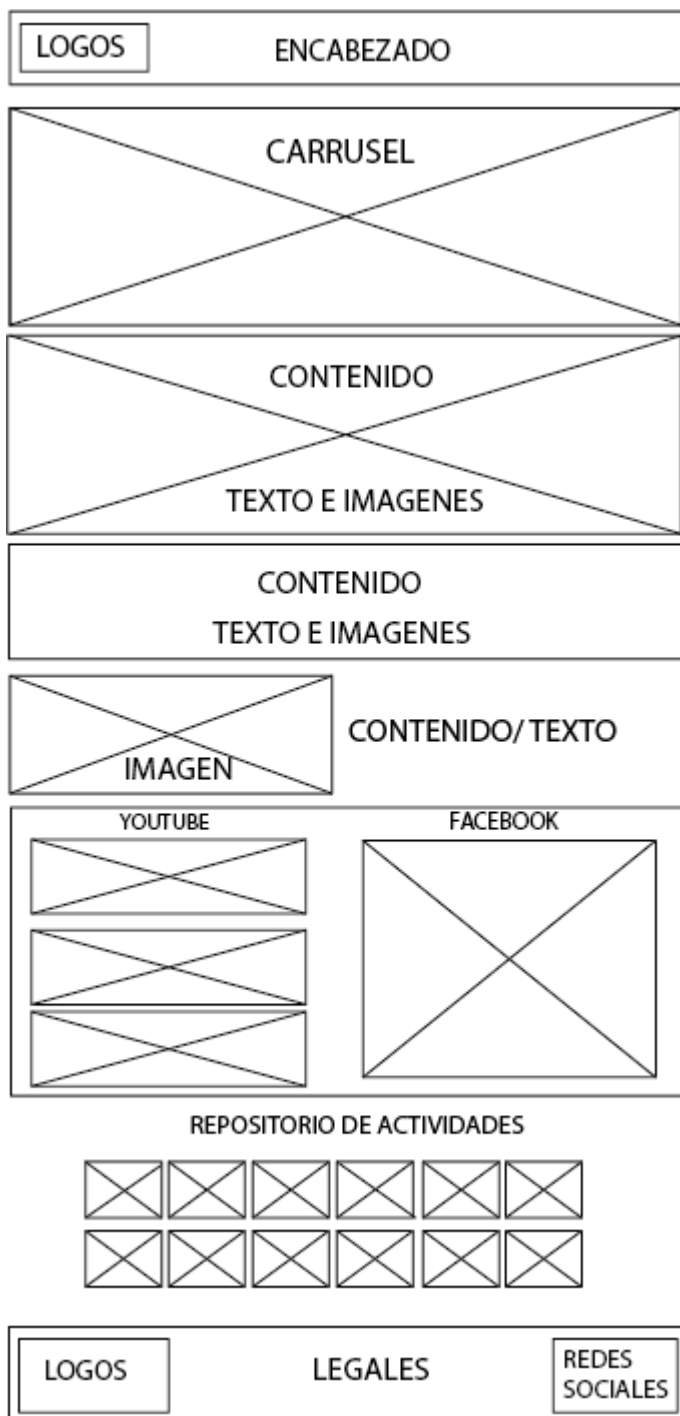 LOGOS
ENCABEZADO
CARRUSEL
CONTENIDO
TEXTO E IMAGENES
CONTENIDO
TEXTO E IMAGENES
IMAGEN
CONTENIDO/ TEXTO
YOUTUBE
FACEBOOK
REPOSITORIO DE ACTIVIDADES
LOGOS
LEGALES
REDES
SOCIALES